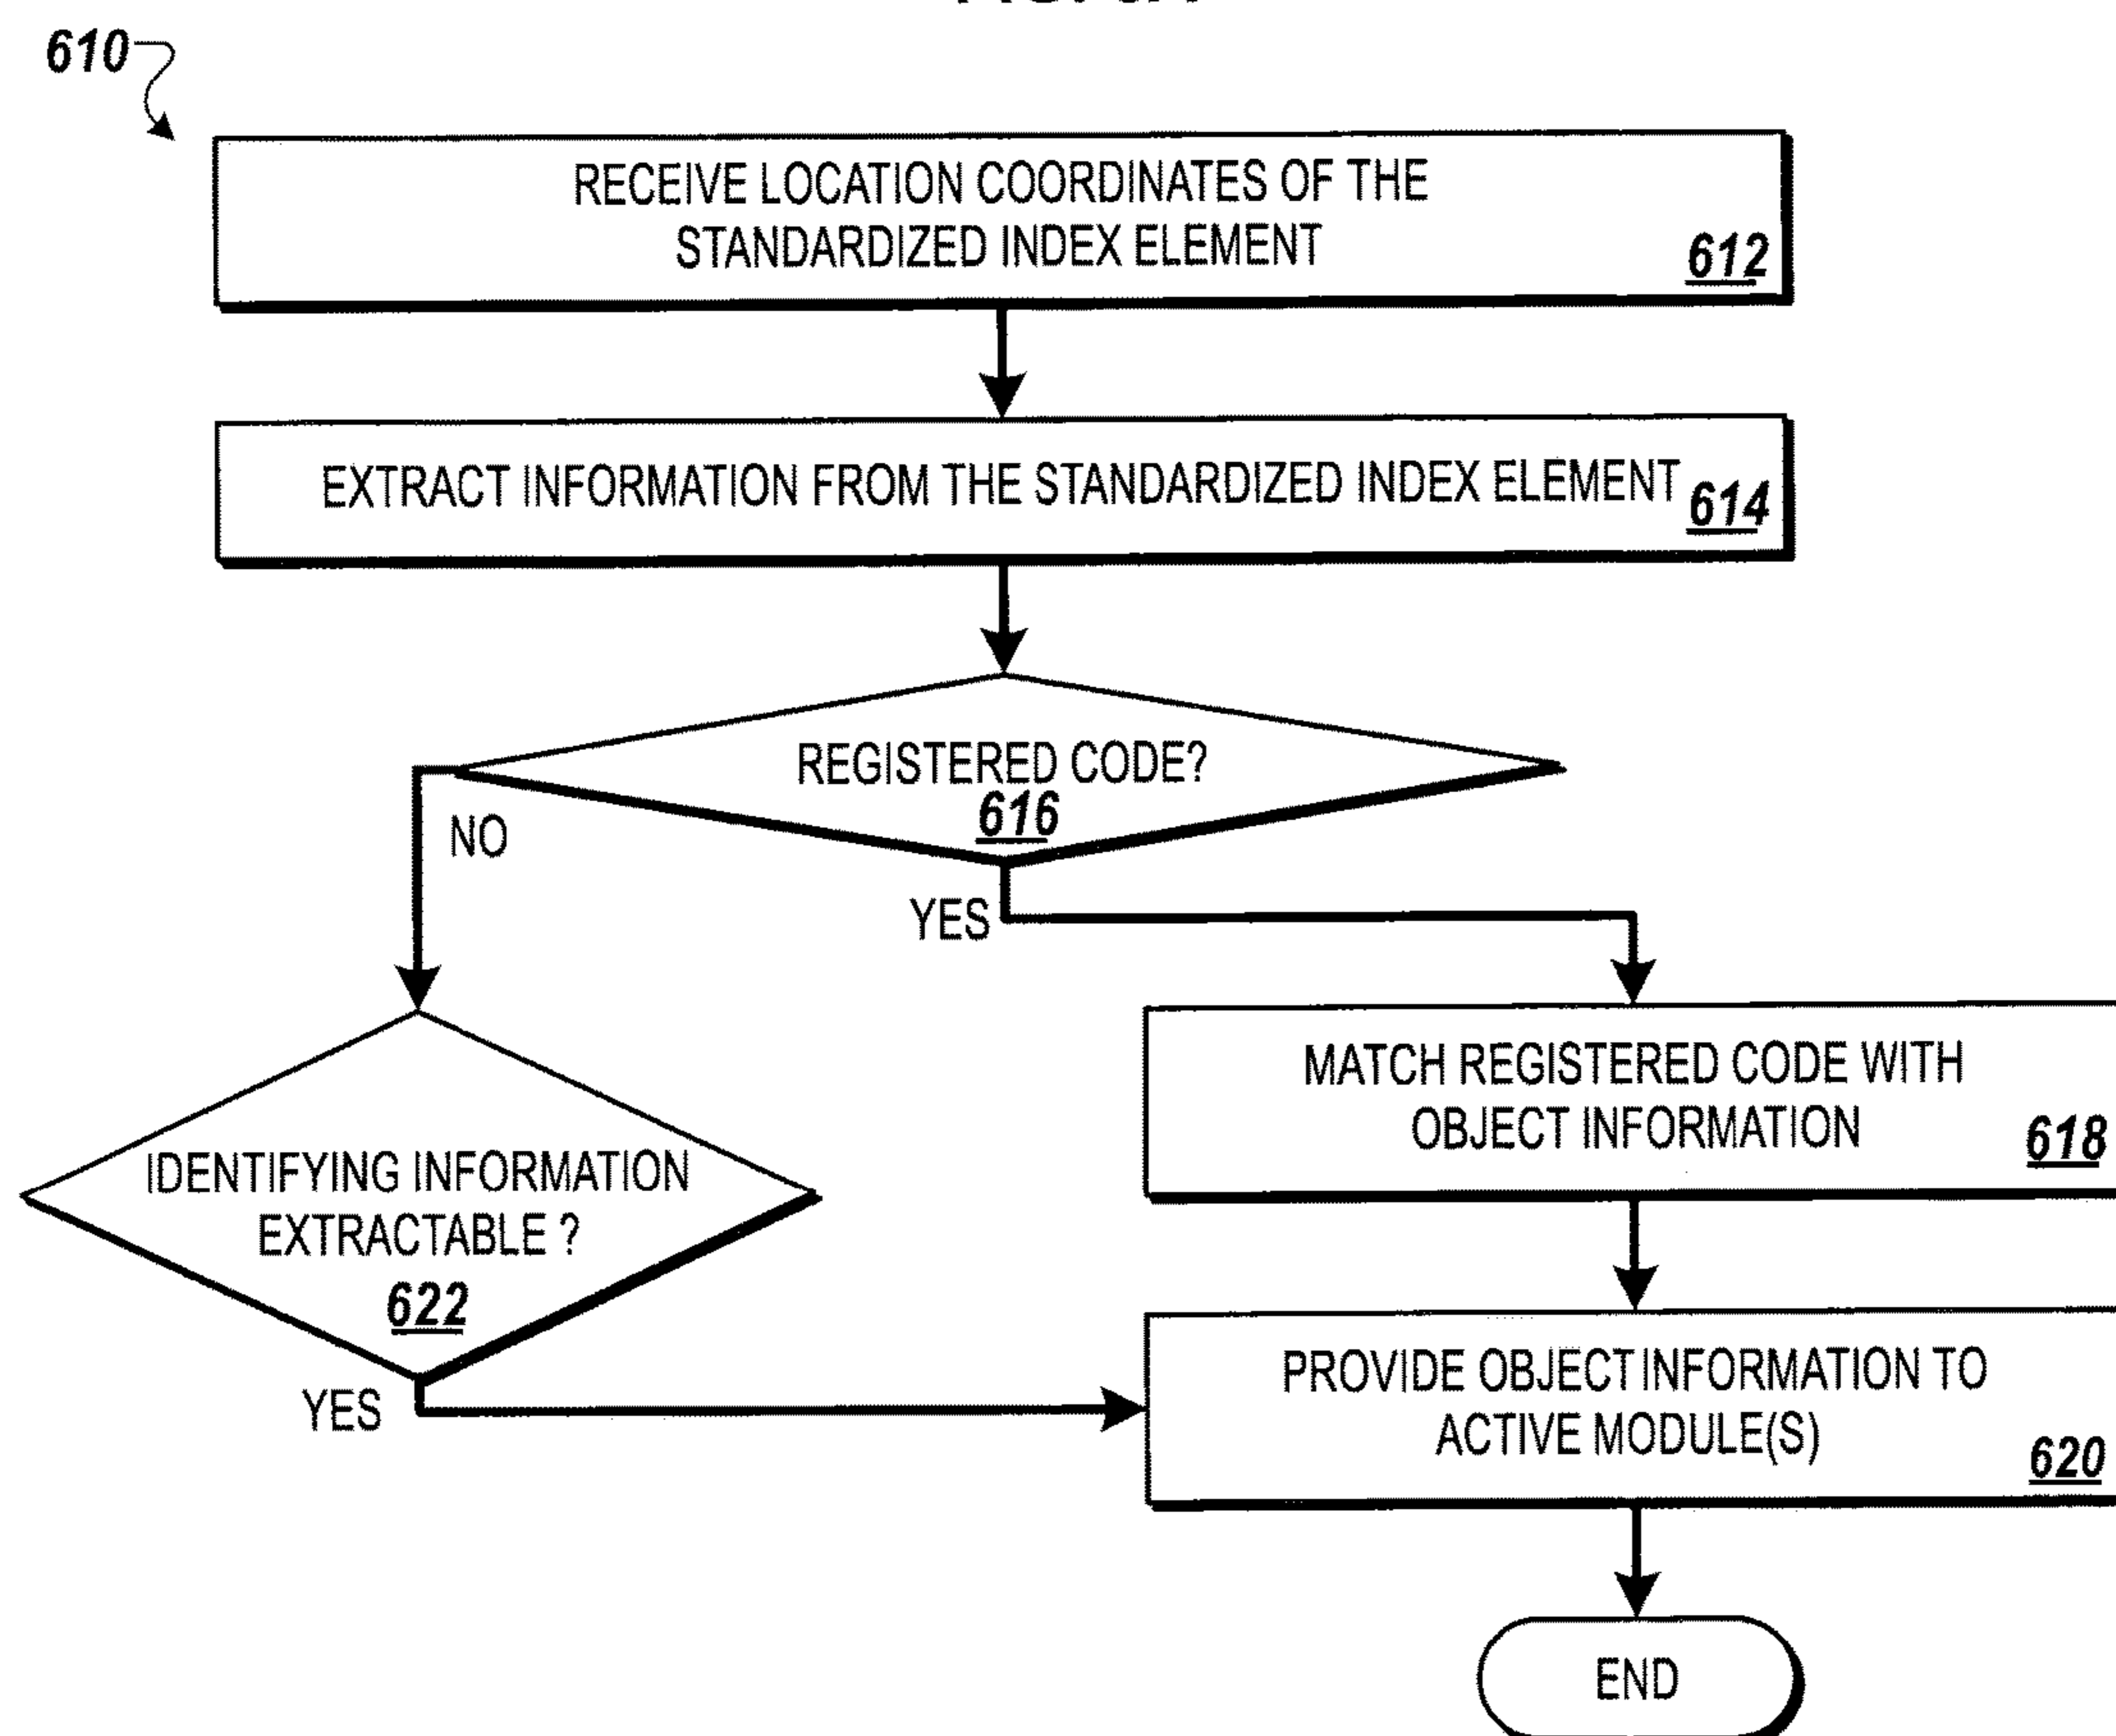 610
RECEIVE LOCATION COORDINATES OF THE
STANDARDIZED INDEX ELEMENT
612
EXTRACT INFORMATION FROM THE STANDARDIZED INDEX ELEMENT
614
REGISTERED CODE?
616
NO
YES
MATCH REGISTERED CODE WITH
OBJECT INFORMATION
618
IDENTIFYING INFORMATION
EXTRACTABLE ?
622
YES
PROVIDE OBJECT INFORMATION TO
ACTIVE MODULE(S)
620
END